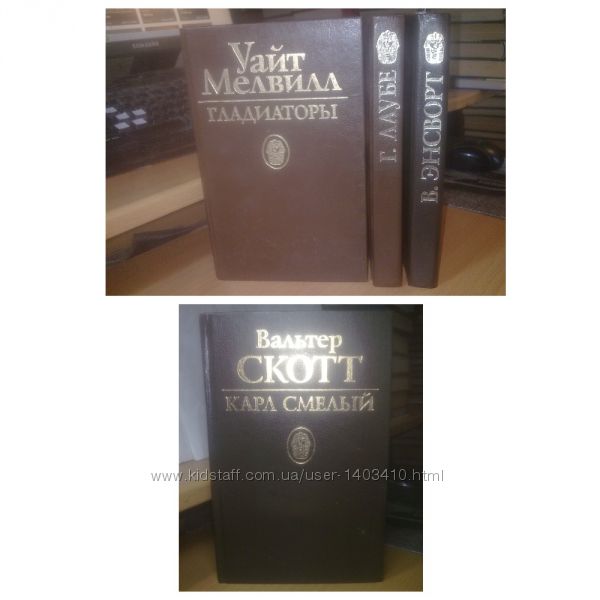 Уайт
Мелвилл
ГЛАДИАТОРЫ
Г. ЛАУБЕ
В. ЭНСВОРТ
Вальтер
СКОТТ
КАРЛ СМЕЛЫЙ
www.kidstaff.com.ua/user-1403410.html